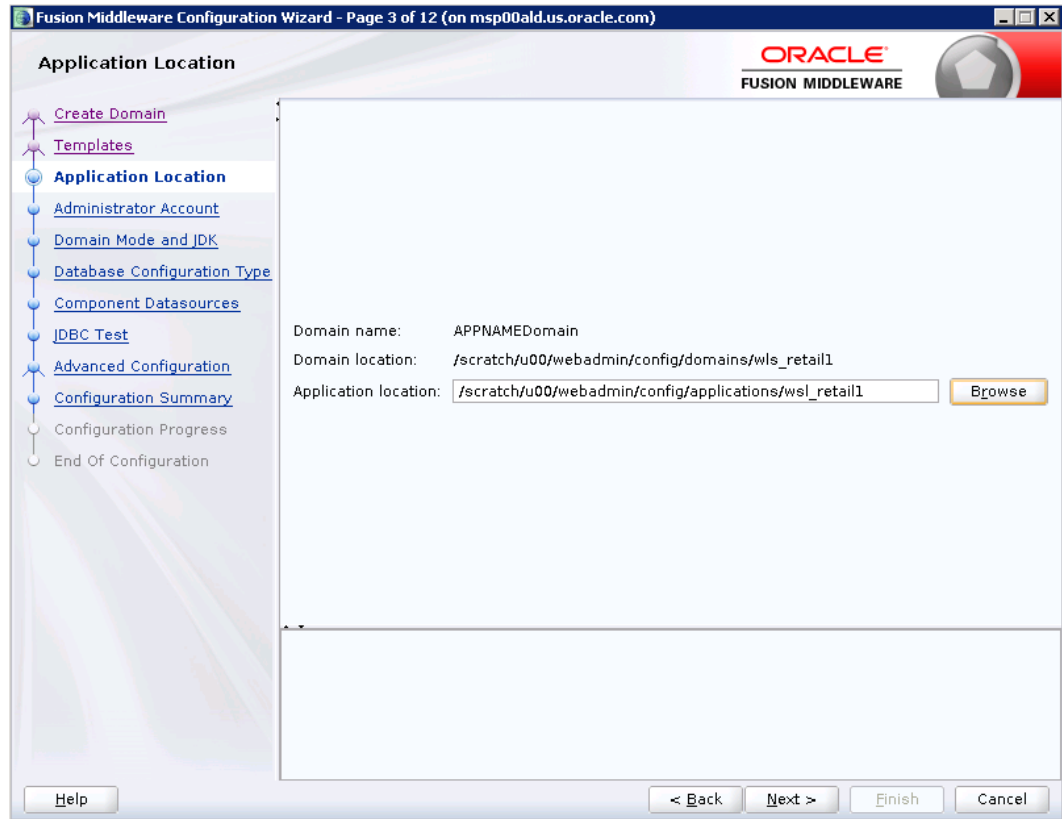 Fusion Middleware Configuration Wizard - Page 3 of 12 (on msp00ald.us.oracle.com)
Application Location
ORACLE
FUSION MIDDLEWARE
Create Domain
Templates
Application Location
Administrator Account
Domain Mode and JDK
Database Configuration Type
Component Datasources
JDBC Test
Advanced Configuration
Configuration Summary
Configuration Progress
End Of Configuration
Domain name: APPNAMEDomain
Domain location: /scratch/u00/webadmin/config/domains/wls_retail1
Application location: /scratch/u00/webadmin/config/applications/wsl_retail1 Browse
Help < Back Next > Finish Cancel